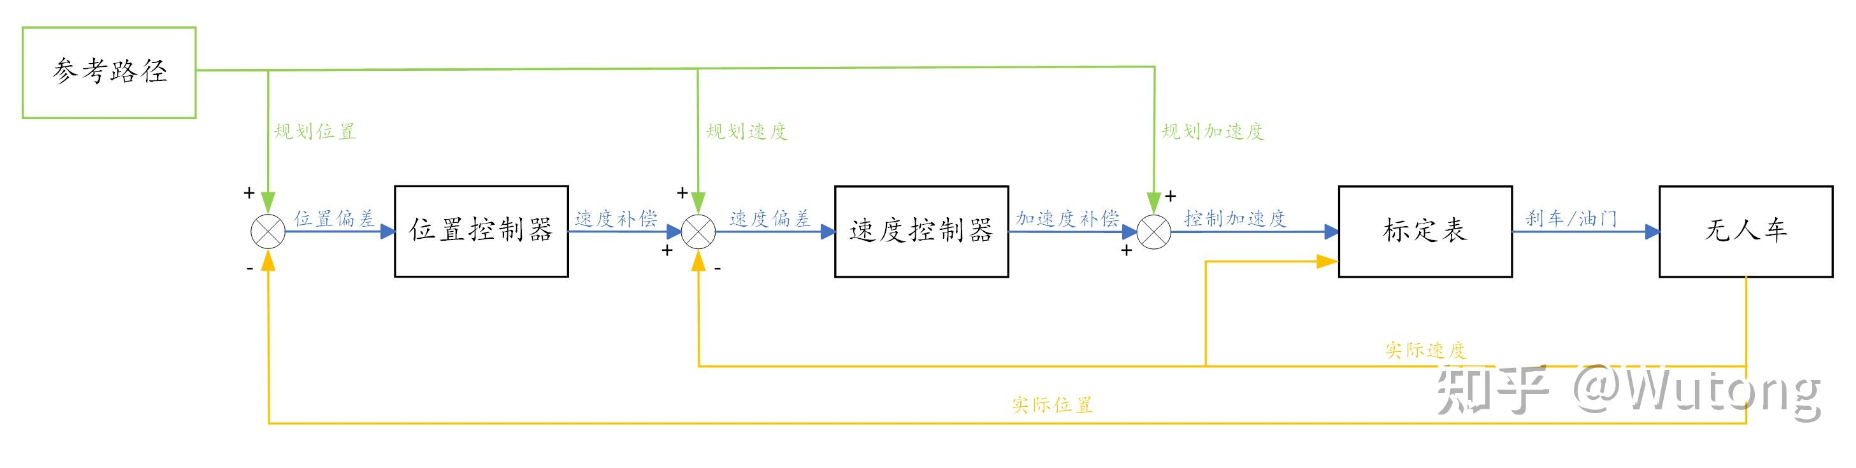 参考路径
规划位置
规划速度
规划加速度
+
+
+
位置偏差
位置控制器
速度补偿
速度偏差
速度控制器
加速度补偿
控制加速度
标定表
刹车/油门
无人车
-
+
-
+
实际速度
实际位置
知乎 @Wutong